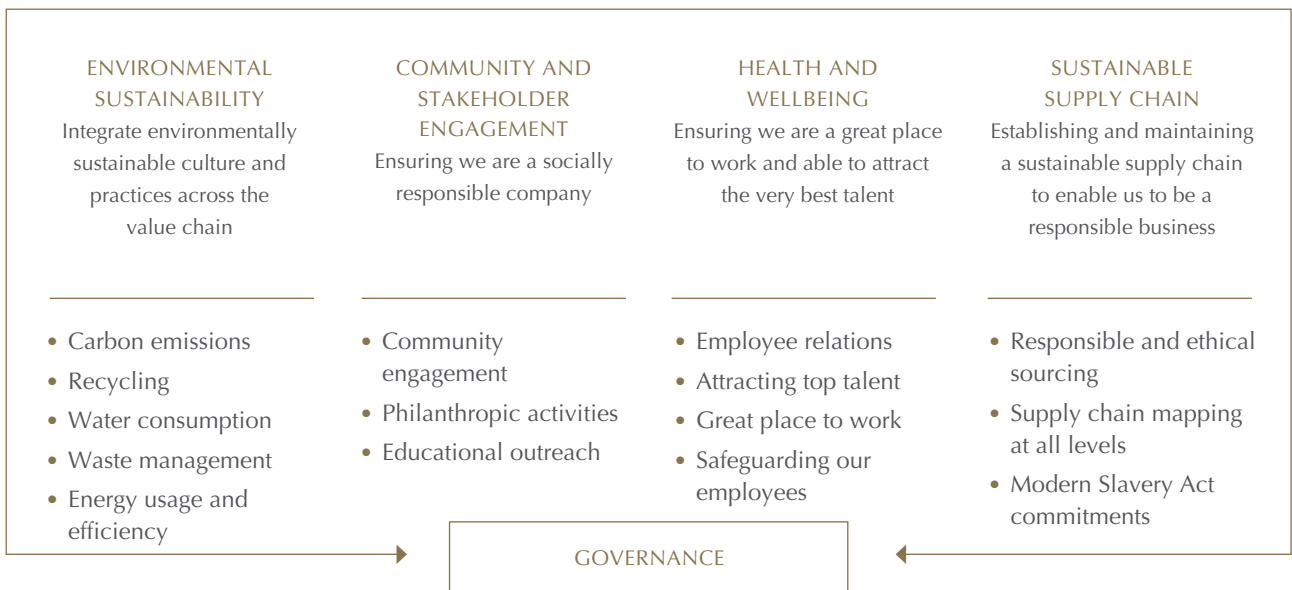 ENVIRONMENTAL
SUSTAINABILITY
Integrate environmentally
sustainable culture and
practices across the
value chain
• Carbon emissions
• Recycling
• Water consumption
• Waste management
• Energy usage and
efficiency
COMMUNITY AND
STAKEHOLDER
ENGAGEMENT
Ensuring we are a socially
responsible company
• Community
engagement
• Philanthropic activities
• Educational outreach
HEALTH AND
WELLBEING
Ensuring we are a great place
to work and able to attract
the very best talent
• Employee relations
• Attracting top talent
• Great place to work
• Safeguarding our
employees
SUSTAINABLE
SUPPLY CHAIN
Establishing and maintaining
a sustainable supply chain
to enable us to be a
responsible business
• Responsible and ethical
sourcing
• Supply chain mapping
at all levels
• Modern Slavery Act
commitments
GOVERNANCE